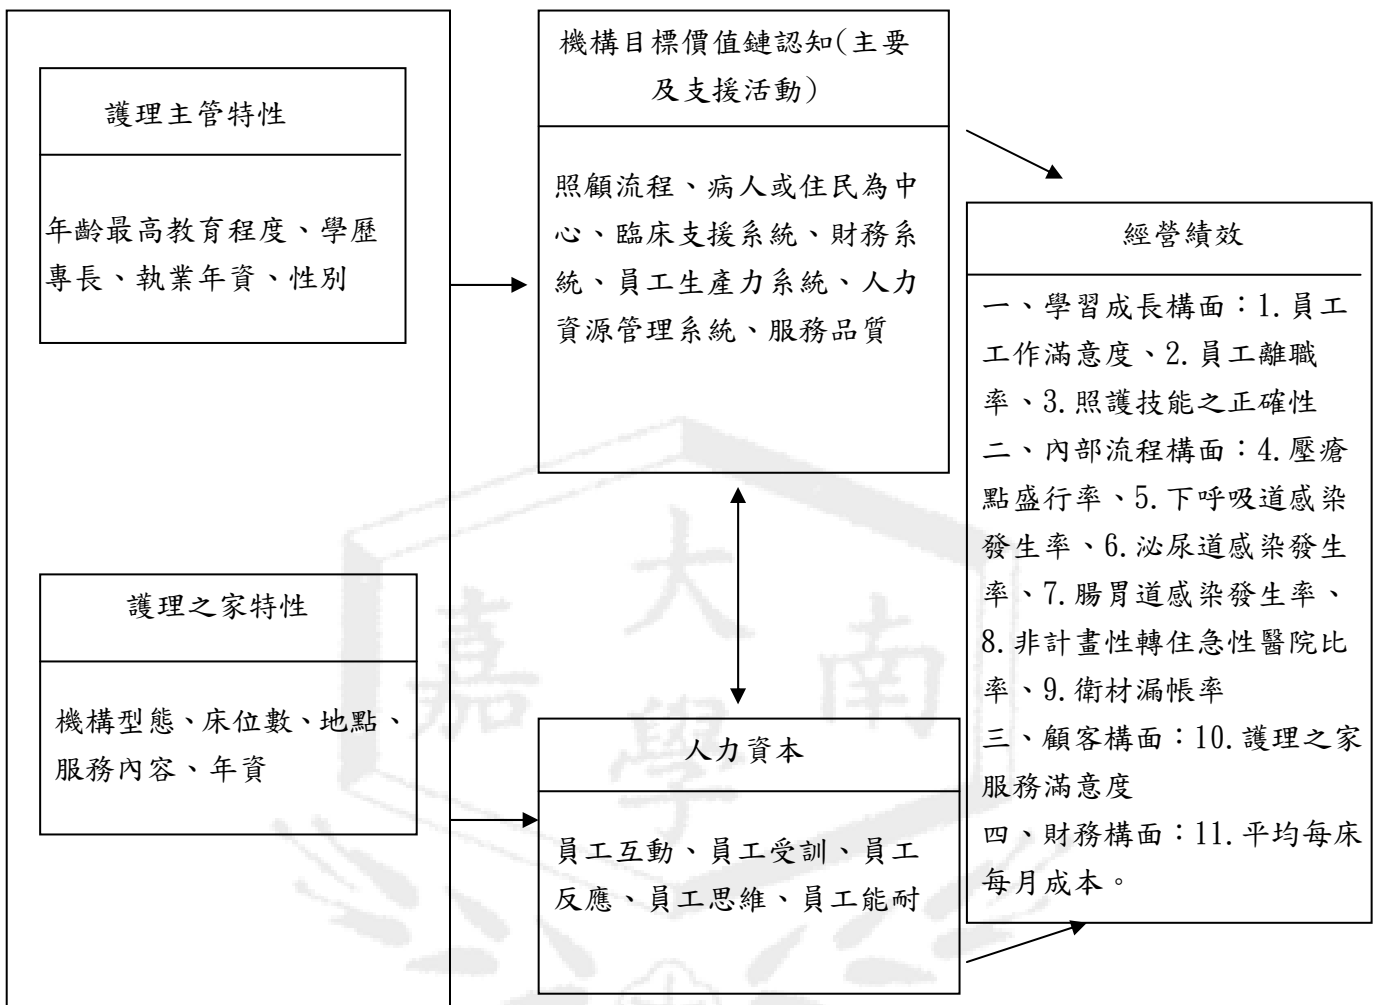 護理主管特性
年齡最高教育程度、學歷
專長、執業年資、性別
護理之家特性
機構型態、床位數、地點、
服務內容、年資
機構目標價值鏈認知(主要
及支援活動)
照顧流程、病人或住民為中
心、臨床支援系統、財務系
統、員工生產力系統、人力
資源管理系統、服務品質
人力資本
員工互動、員工受訓、員工
反應、員工思維、員工能耐
經營績效
一、學習成長構面：1.員工
工作滿意度、2.員工離職
率、3.照護技能之正確性
二、內部流程構面：4.壓瘡
點盛行率、5.下呼吸道感染
發生率、6.泌尿道感染發生
率、7.腸胃道感染發生率、
8.非計畫性轉住急性醫院比
率、9.衛材漏帳率
三、顧客構面：10.護理之家
服務滿意度
四、財務構面：11.平均每床
每月成本。
嘉
南
大
學